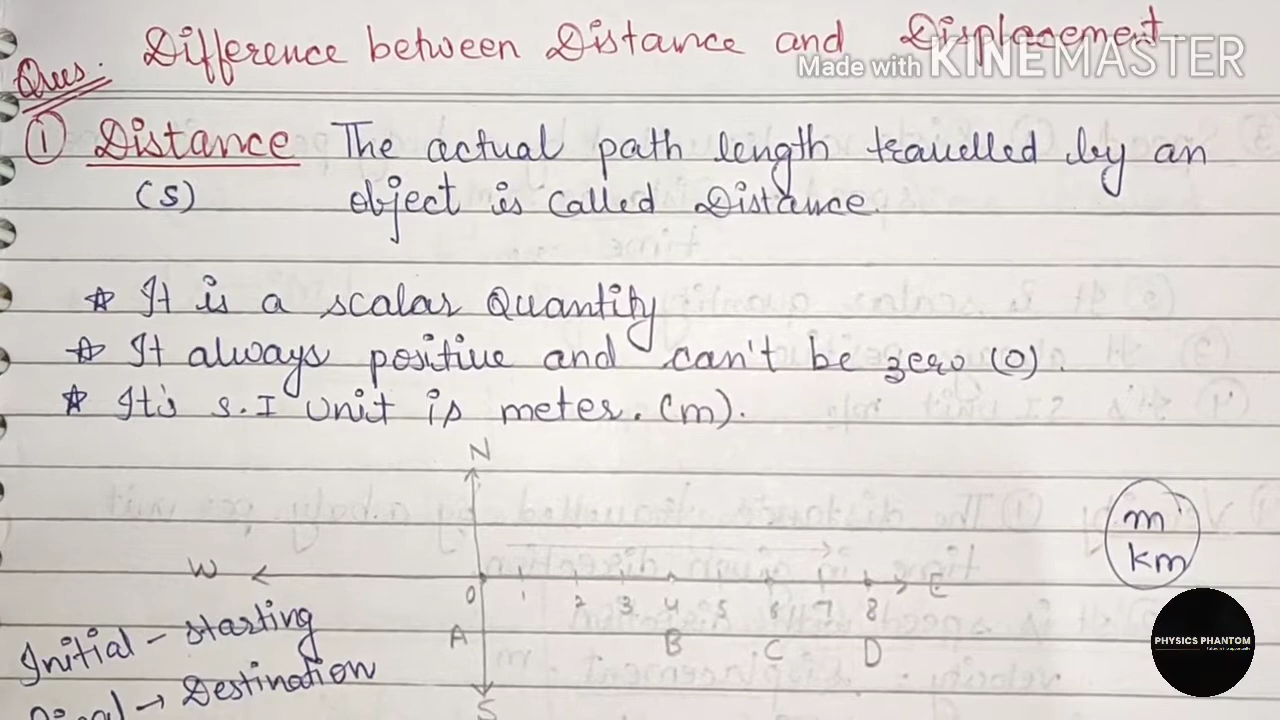 Difference between Distance and Displacement.
Made with KINEMASTER
Ques.
① Distance The actual path length travelled by an
(S) object is called Distance.
☆ It is a scalar Quantity
☆ It always positive and can't be zero (0).
☆ It's S.I unit is meter. (m).
N
m
km
W E
0 1 2 3 4 5 6 7 8
A B C D
Initial - starting
→ Destination
S
PHYSICS PHANTOM